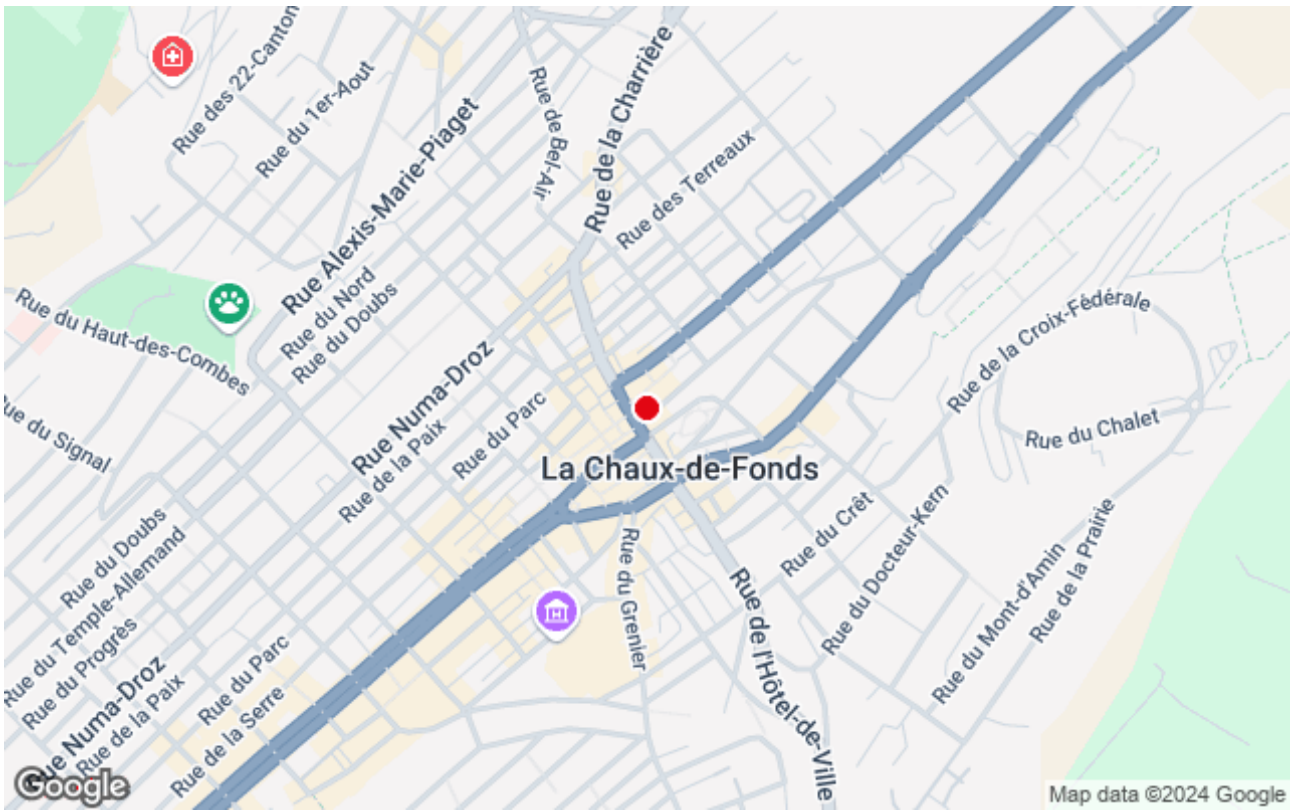 Rue des 22-Canton
Rue du 1er-Aout
Rue de Bel-Air
Rue de la Charrière
Rue Alexis-Marie-Piaget
Rue des Terreaux
Rue du Nord
Rue du Doubs
Rue du Haut-des-Combes
Rue de la Croix-Fédérale
Rue Numa-Droz
Rue du Parc
Rue de la Paix
Rue du Signal
Rue du Chalet
La Chaux-de-Fonds
Rue du Crêt
Rue du Docteur-Kern
Rue du Doubs
Rue du Temple-Allemand
Rue du Progrès
Rue du Grenier
Rue du Mont-d'Amin
Rue de la Prairie
Rue de l'Hôtel-de-Ville
Rue du Parc
Rue Numa-Droz
Rue de la Paix
Rue de la Serre
Google
Map data ©2024 Google